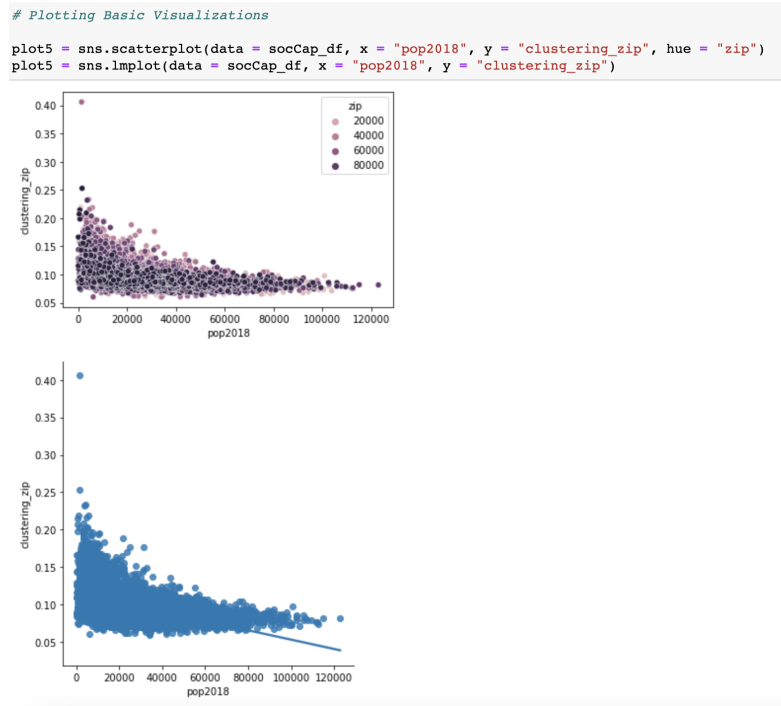 # Plotting Basic Visualizations
plot5 = sns.scatterplot(data = socCap_df, x = "pop2018", y = "clustering_zip", hue = "zip")
plot5 = sns.lmplot(data = socCap_df, x = "pop2018", y = "clustering_zip")
zip
20000
40000
60000
80000
0.40
0.35
0.30
0.25
0.20
0.15
0.10
0.05
clustering_zip
0 20000 40000 60000 80000 100000 120000
pop2018
0.40
0.35
0.30
0.25
0.20
0.15
0.10
0.05
clustering_zip
0 20000 40000 60000 80000 100000 120000
pop2018